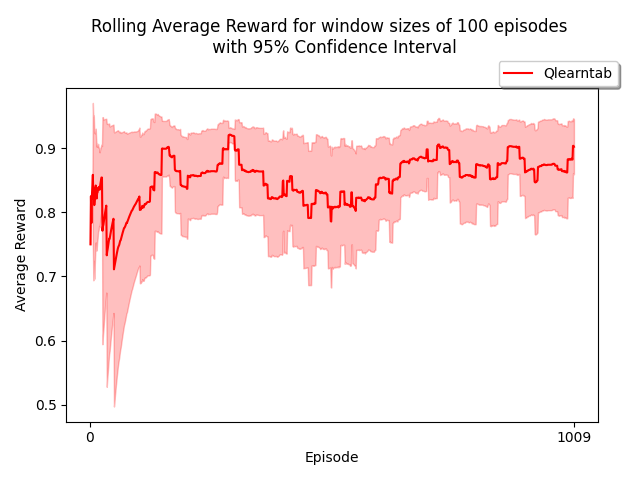 Rolling Average Reward for window sizes of 100 episodes
with 95% Confidence Interval
Qlearntab
0.9
0.8
0.7
0.6
0.5
Average Reward
0 1009
Episode